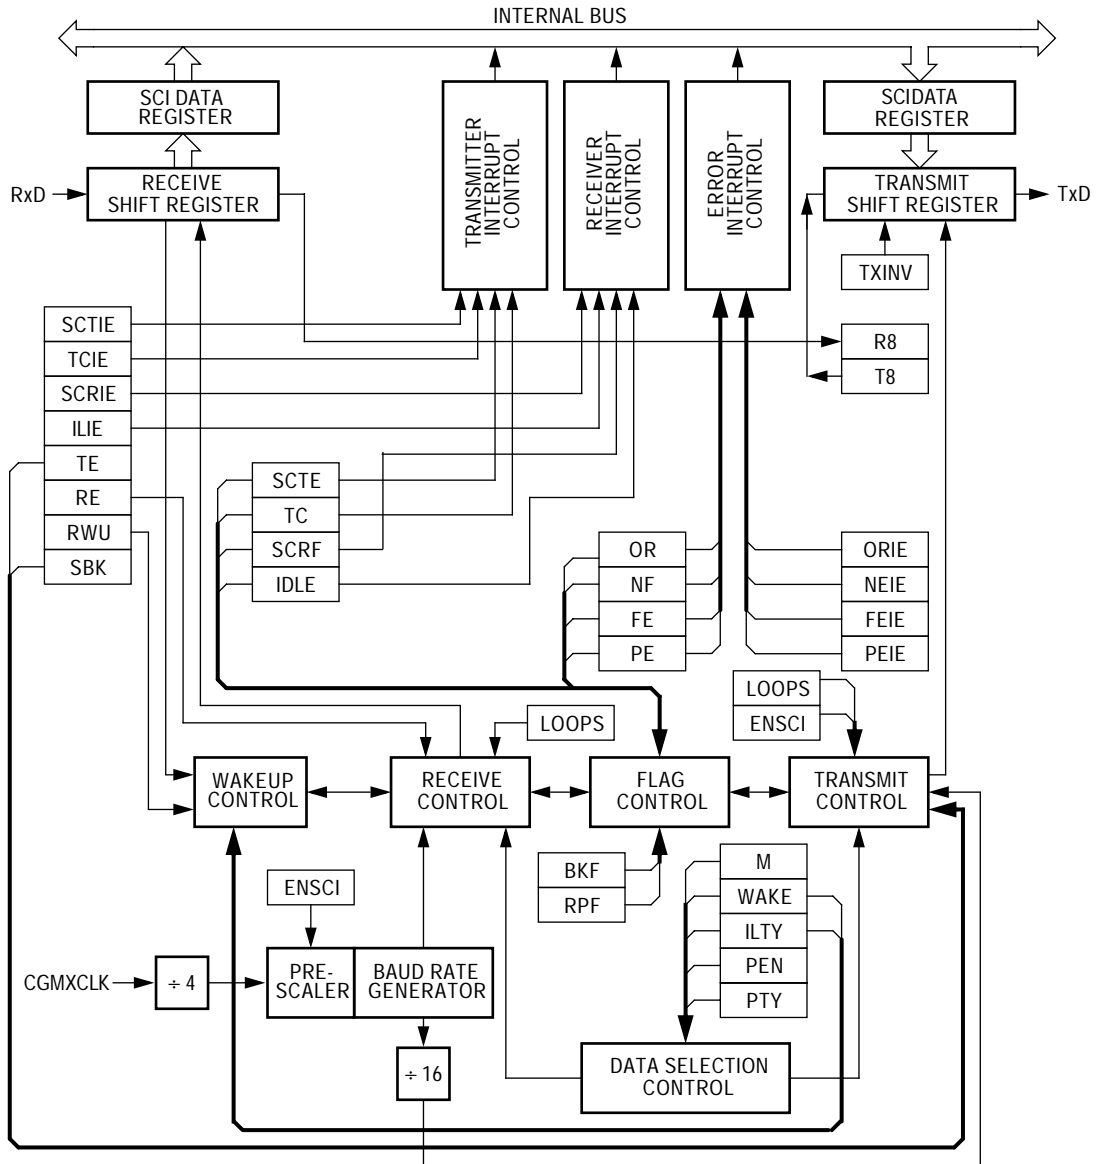 INTERNAL BUS
SCI DATA
REGISTER
SCIDATA
REGISTER
TRANSMITTER
INTERRUPT
CONTROL
RECEIVER
INTERRUPT
CONTROL
ERROR
INTERRUPT
CONTROL
RxD
RECEIVE
SHIFT REGISTER
TRANSMIT
SHIFT REGISTER
TxD
TXINV
SCTIE
TCIE
SCRIE
ILIE
TE
RE
RWU
SBK
R8
T8
SCTE
TC
SCRF
IDLE
OR
NF
FE
PE
ORIE
NEIE
FEIE
PEIE
LOOPS
LOOPS
ENSCI
WAKEUP
CONTROL
RECEIVE
CONTROL
FLAG
CONTROL
TRANSMIT
CONTROL
ENSCI
BKF
RPF
M
WAKE
ILTY
PEN
PTY
CGMXCLK
÷ 4
PRE-
SCALER
BAUD RATE
GENERATOR
÷ 16
DATA SELECTION
CONTROL